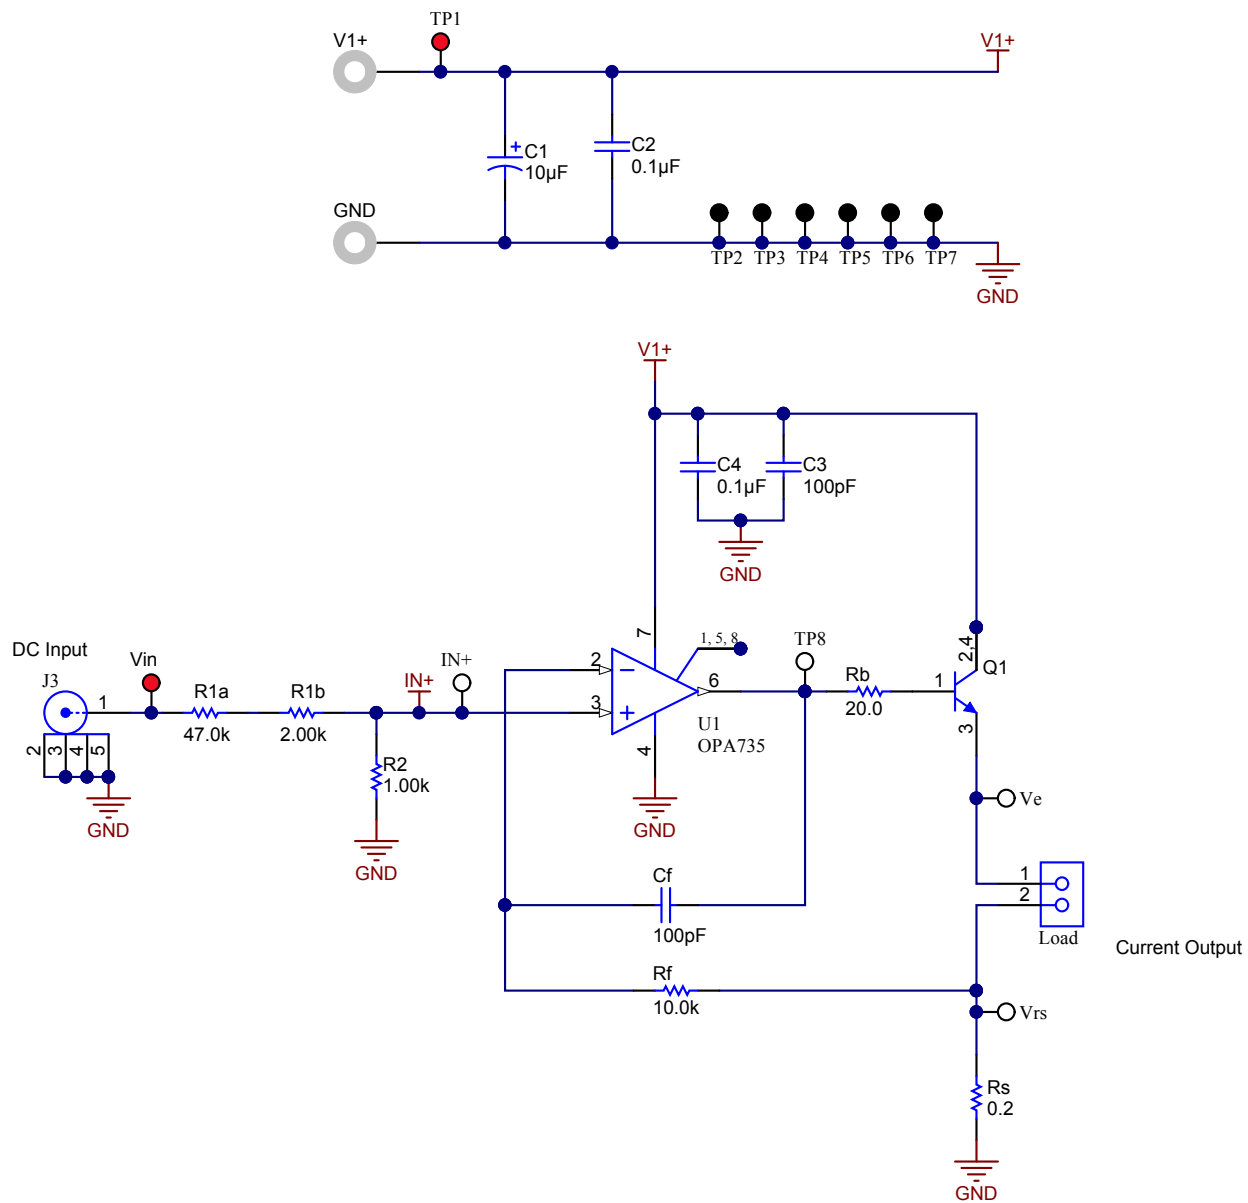 TP1
V1+
V1+
C1
10µF
C2
0.1µF
GND
TP2 TP3 TP4 TP5 TP6 TP7
GND
V1+
C4
0.1µF
C3
100pF
GND
DC Input
J3
1
2
3
4
5
GND
Vin
R1a
47.0k
R1b
2.00k
IN+
IN+
R2
1.00k
GND
2
3
7
4
1, 5, 8
6
U1
OPA735
GND
TP8
Rb
20.0
1
2,4
Q1
3
Ve
Cf
100pF
1
2
Load
Current Output
Rf
10.0k
Vrs
Rs
0.2
GND